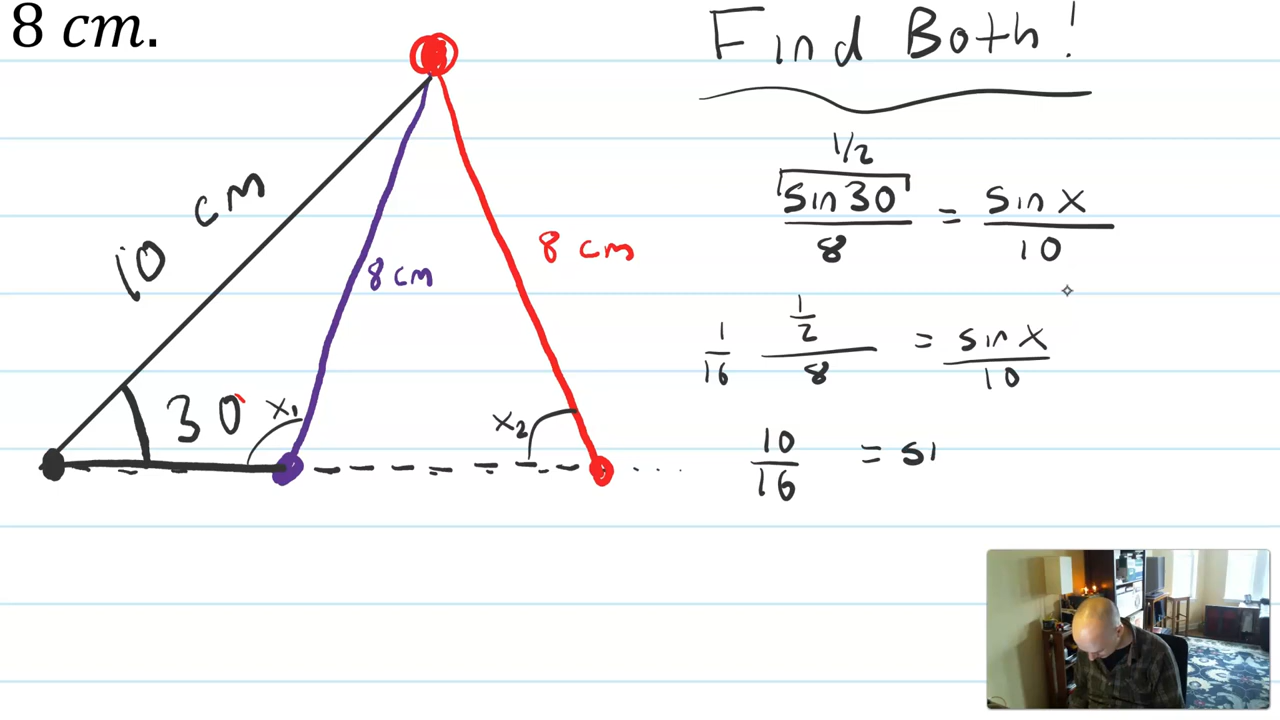 8 cm.
Find Both!
10 cm
8 cm
8 cm
30°
x₁
x₂
1/2
sin 30 / 8 = sin x / 10
1/16 1/2 / 8 = sin x / 10
10/16 = si